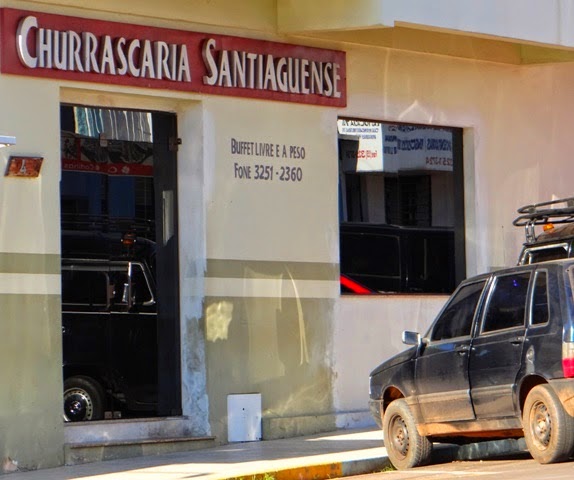 CHURRASCARIA SANTIAGUENSE
BUFFET LIVRE E A PESO
FONE 3251-2360